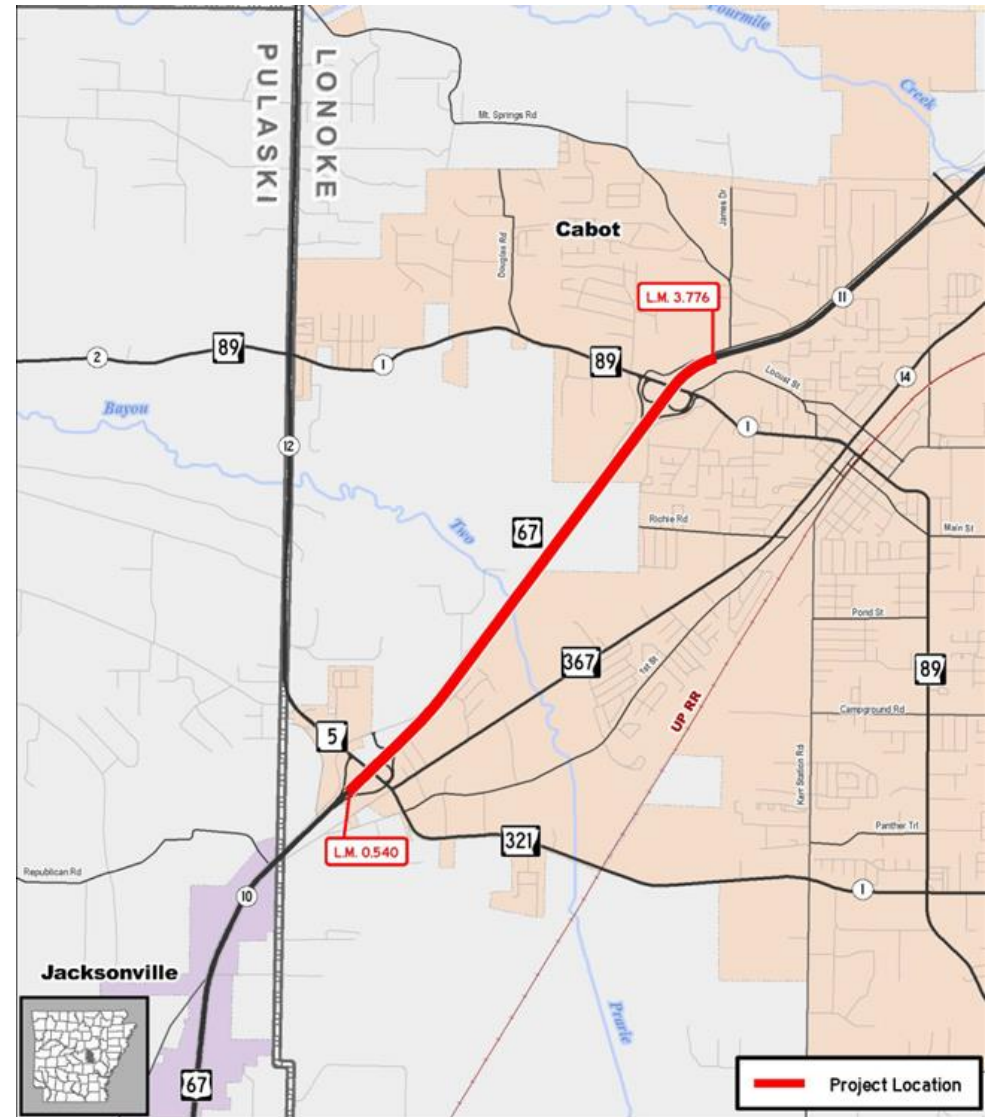 Fourmile
Creek
PULASKI
LONOKE
Mt. Springs Rd
Cabot
Douglas Rd
James Dr
L.M. 3.776
11
89
2
1
89
Locust St
14
Bayou
1
12
Two
67
Richie Rd
Main St
Pond St
367
1st St
89
UP RR
Campground Rd
5
Kerr Station Rd
321
Panther Trl
L.M. 0.540
Republican Rd
1
10
Jacksonville
Prarie
67
Project Location